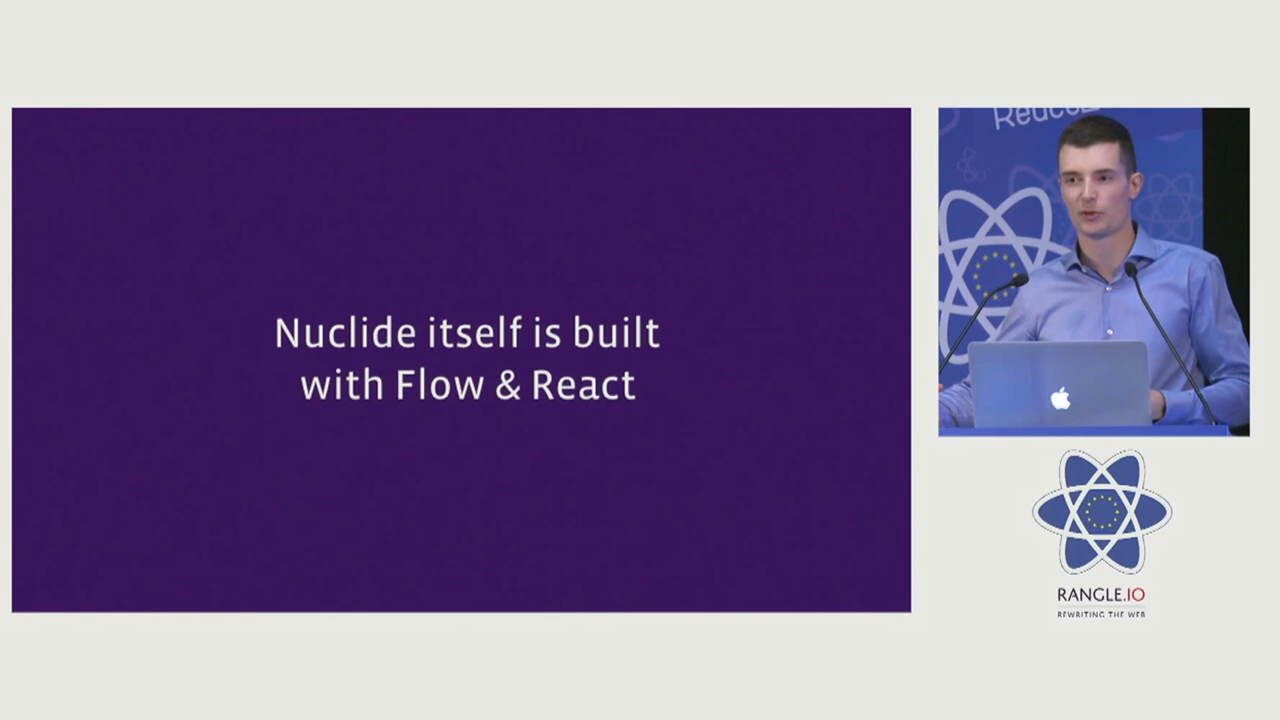 Nuclide itself is built
with Flow & React
RANGLE.IO
REWRITING THE WEB